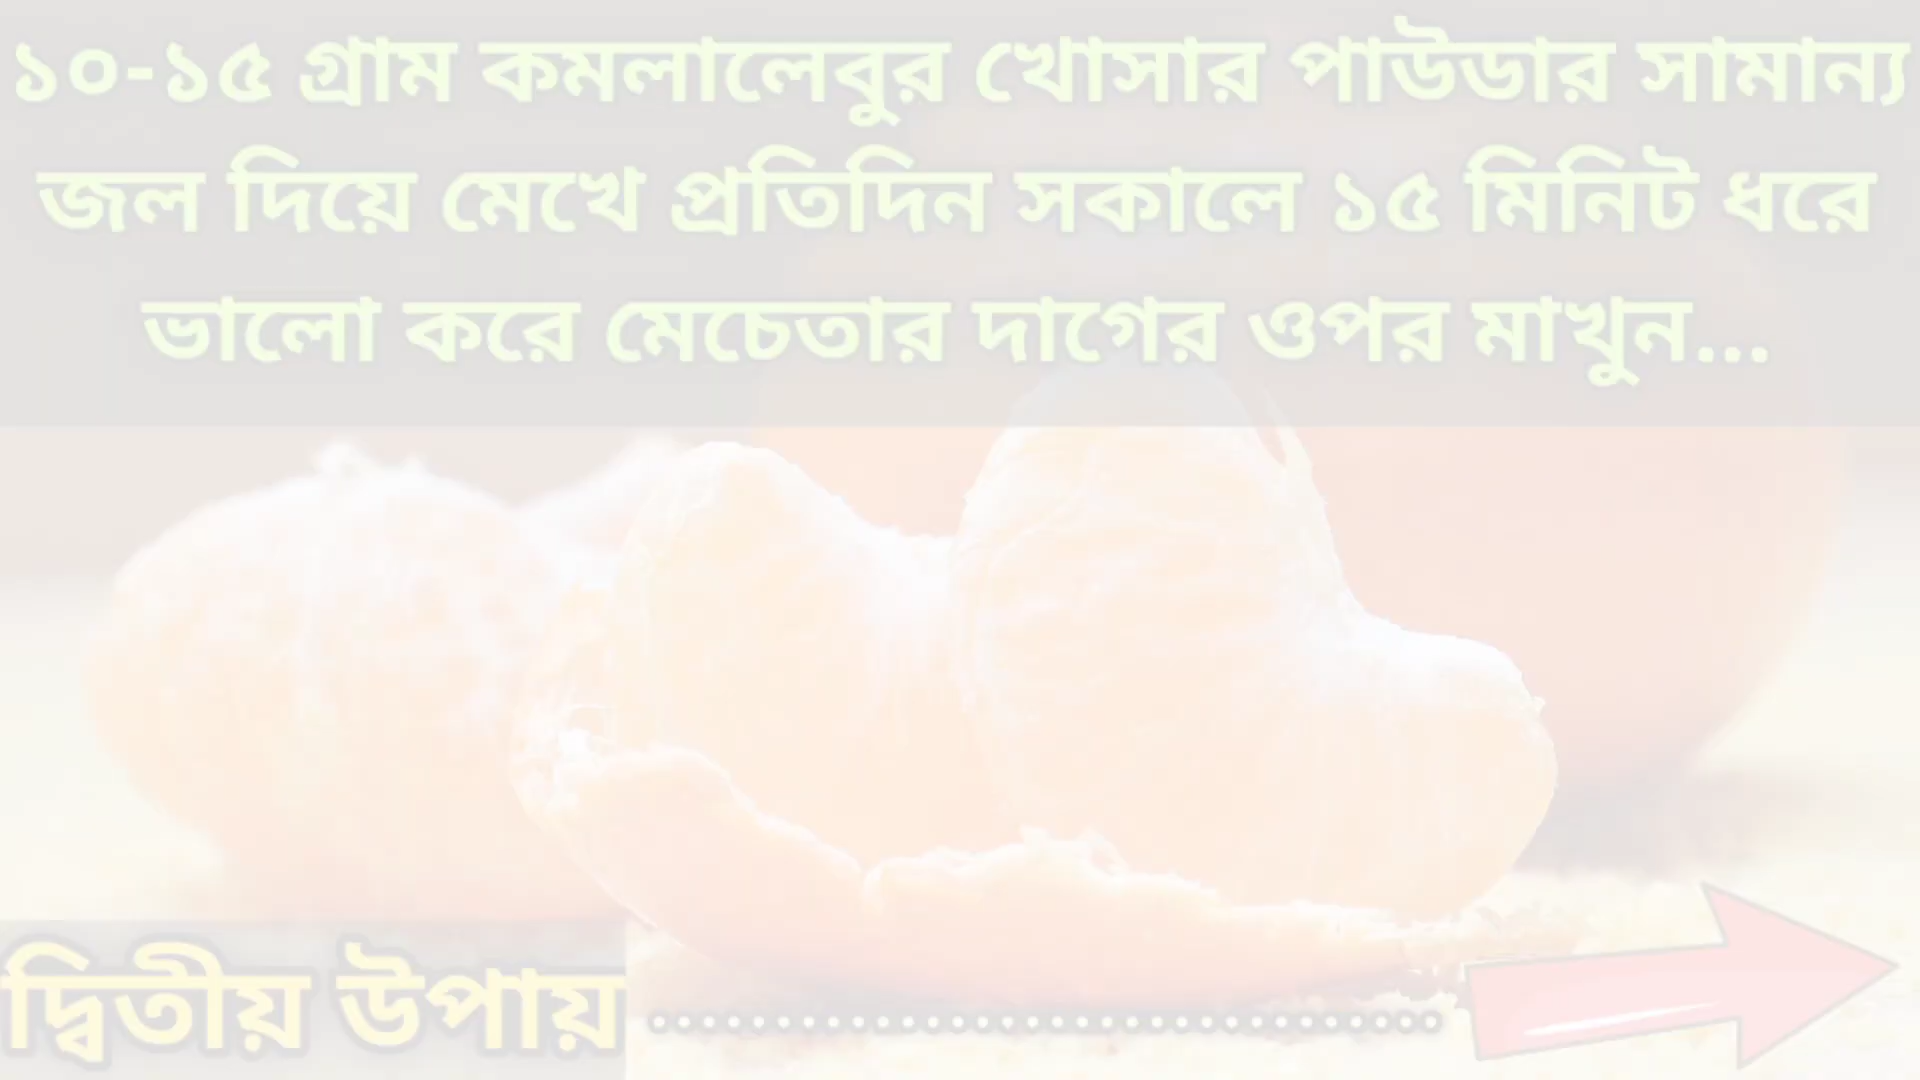 ১০-১৫ গ্রাম কমলালেবুর খোসার পাউডার সামান্য
জল দিয়ে মেখে প্রতিদিন সকালে ১৫ মিনিট ধরে
ভালো করে মেচেতার দাগের ওপর মাখুন...
দ্বিতীয় উপায়